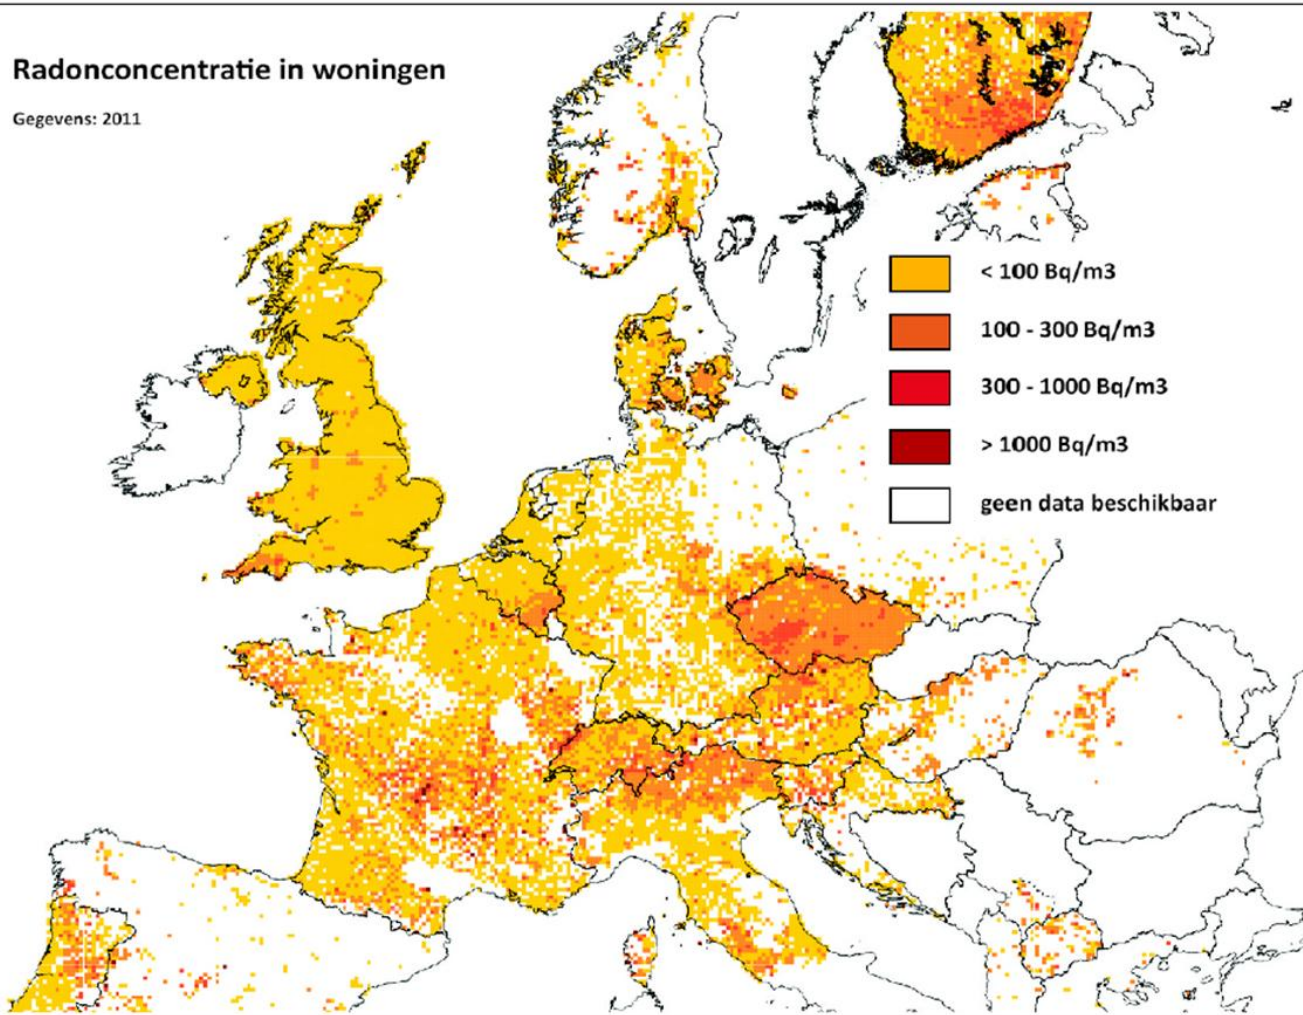 Radonconcentratie in woningen
Gegevens: 2011
< 100 Bq/m3
100 - 300 Bq/m3
300 - 1000 Bq/m3
> 1000 Bq/m3
geen data beschikbaar